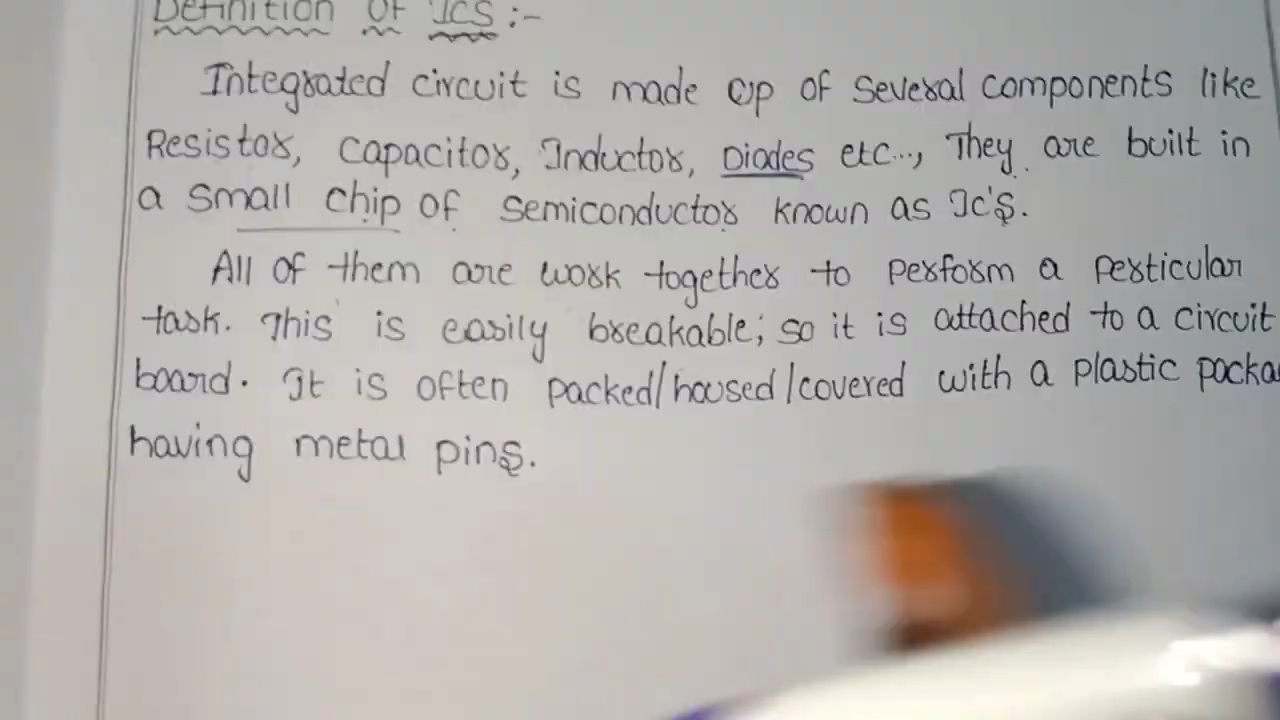 Definition Of ICS :-
Integrated circuit is made up of several components like
Resistor, capacitor, Inductor, Diodes etc..., They are built in
a small chip of semiconductor known as Ic's.
All of them are work together to perform a perticular
task. This is easily breakable; so it is attached to a circuit
board. It is often packed/housed/covered with a plastic packa
having metal pins.